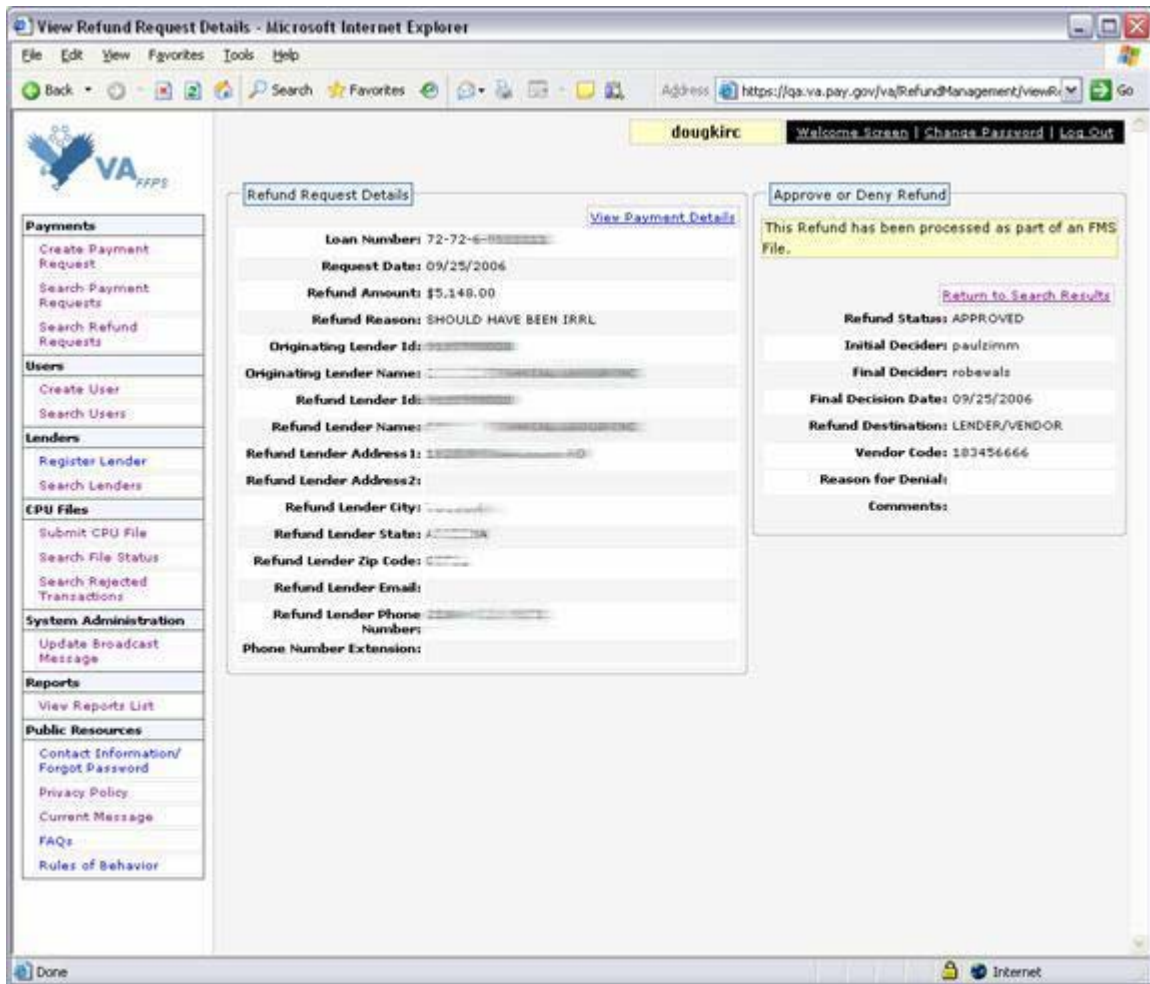 View Refund Request Details - Microsoft Internet Explorer
File Edit View Favorites Tools Help
Back Search Favorites Address https://qa.va.pay.gov/va/RefundManagement/viewR Go
dougkirc Welcome Screen | Change Password | Log Out
VA FFPS
Payments
Create Payment
Request
Search Payment
Requests
Search Refund
Requests
Users
Create User
Search Users
Lenders
Register Lender
Search Lenders
CPU Files
Submit CPU File
Search File Status
Search Rejected
Transactions
System Administration
Update Broadcast
Message
Reports
View Reports List
Public Resources
Contact Information/
Forgot Password
Privacy Policy
Current Message
FAQs
Rules of Behavior
Refund Request Details
View Payment Details
Loan Number: 72-72-6-
Request Date: 09/25/2006
Refund Amount: $5,148.00
Refund Reason: SHOULD HAVE BEEN IRRL
Originating Lender Id:
Originating Lender Name:
Refund Lender Id:
Refund Lender Name:
Refund Lender Address1:
Refund Lender Address2:
Refund Lender City:
Refund Lender State:
Refund Lender Zip Code:
Refund Lender Email:
Refund Lender Phone
Number:
Phone Number Extension:
Approve or Deny Refund
This Refund has been processed as part of an FMS
File.
Return to Search Results
Refund Status: APPROVED
Initial Decider: paulzimm
Final Decider: robevals
Final Decision Date: 09/25/2006
Refund Destination: LENDER/VENDOR
Vendor Code: 183456666
Reason for Denial:
Comments:
Done Internet